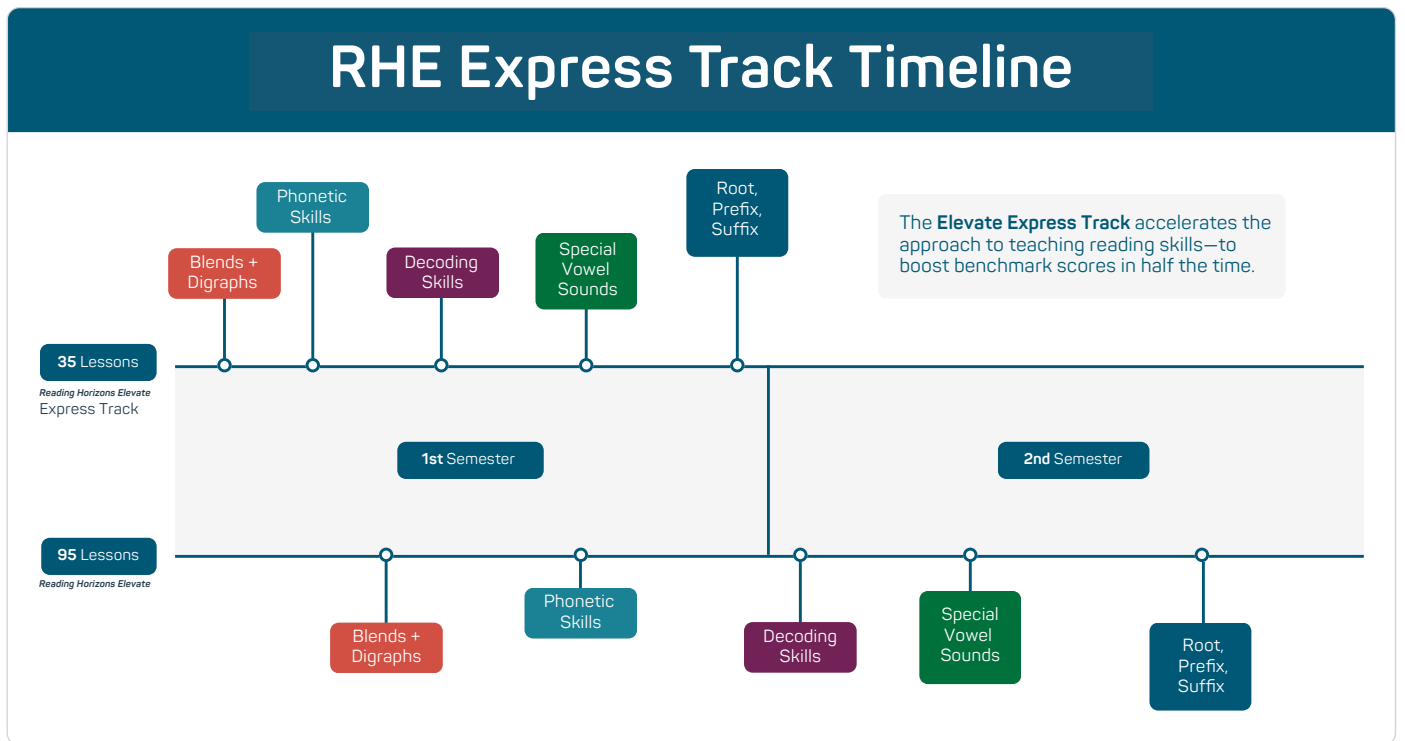 RHE Express Track Timeline
Phonetic
Skills
Root,
Prefix,
Suffix
The Elevate Express Track accelerates the
approach to teaching reading skills—to
boost benchmark scores in half the time.
Blends +
Digraphs
Decoding
Skills
Special
Vowel
Sounds
35 Lessons
Reading Horizons Elevate
Express Track
1st Semester
2nd Semester
95 Lessons
Reading Horizons Elevate
Blends +
Digraphs
Phonetic
Skills
Decoding
Skills
Special
Vowel
Sounds
Root,
Prefix,
Suffix